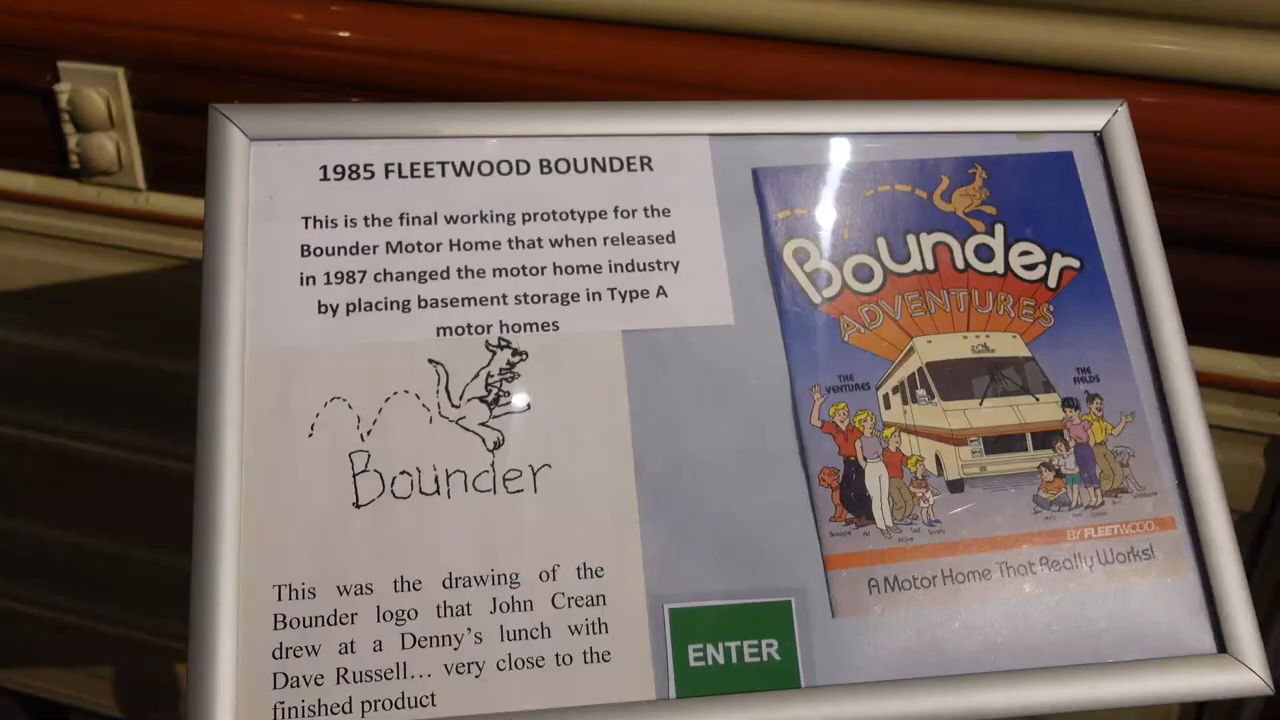 1985 FLEETWOOD BOUNDER
This is the final working prototype for the
Bounder Motor Home that when released
in 1987 changed the motor home industry
by placing basement storage in Type A
motor homes
Bounder
This was the drawing of the
Bounder logo that John Crean
drew at a Denny's lunch with
Dave Russell... very close to the
finished product
Bounder
ADVENTURES
THE
VENTURES
THE
FIELDS
BY FLEETWOOD
A Motor Home That Really Works!
ENTER